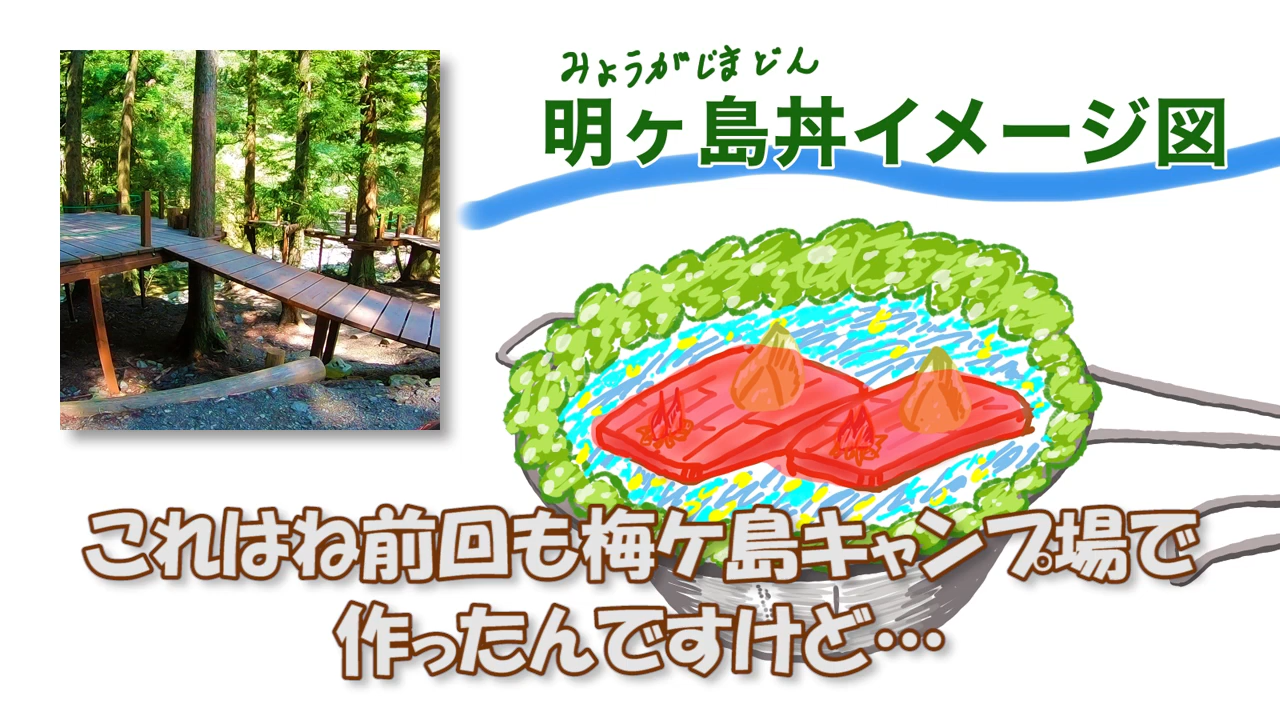 みょうがじまどん
明ヶ島丼イメージ図
これはね前回も梅ケ島キャンプ場で
作ったんですけど…